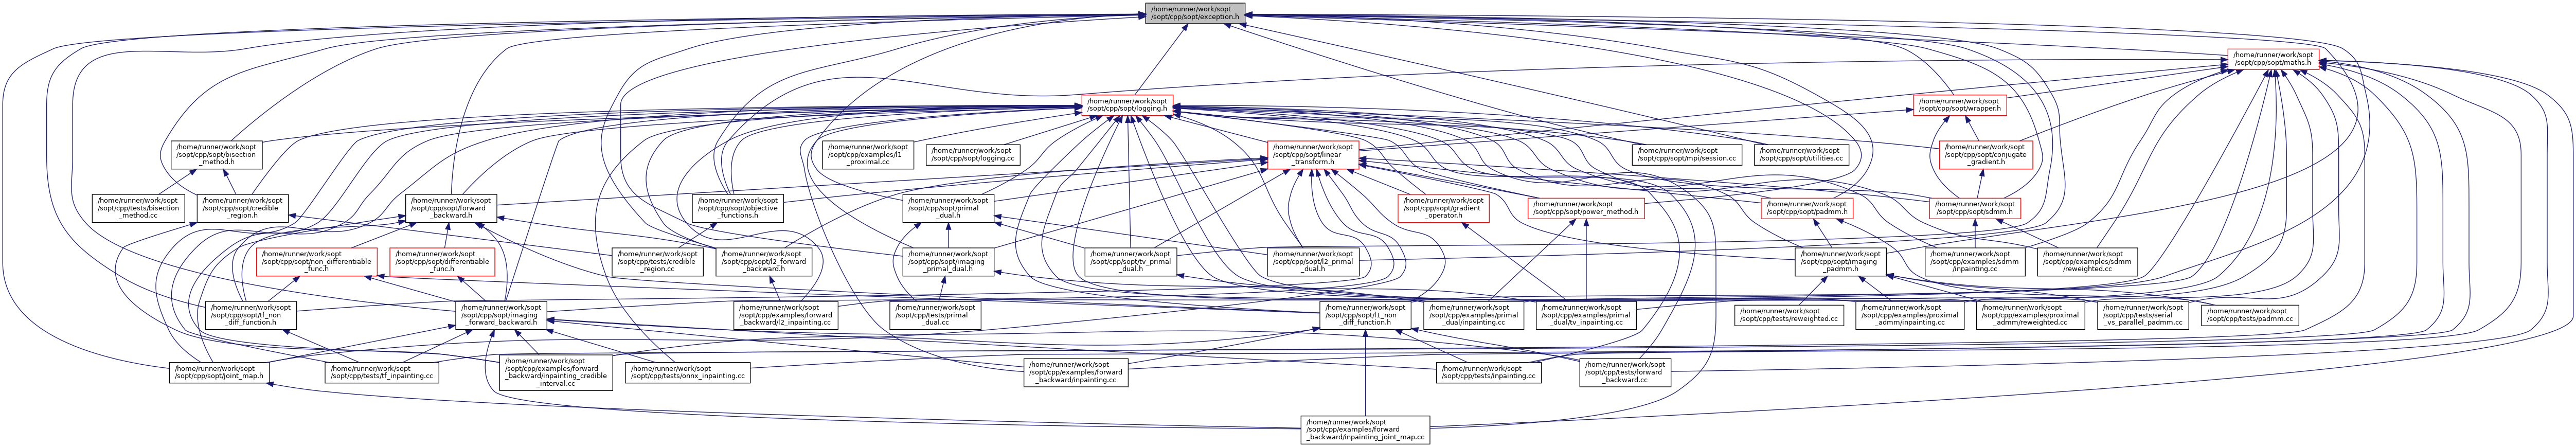 /home/runner/work/sopt
/sopt/cpp/sopt/exception.h
/home/runner/work/sopt
/sopt/cpp/sopt/maths.h
/home/runner/work/sopt
/sopt/cpp/sopt/logging.h
/home/runner/work/sopt
/sopt/cpp/sopt/wrapper.h
/home/runner/work/sopt
/sopt/cpp/sopt/bisection
_method.h
/home/runner/work/sopt
/sopt/cpp/examples/l1
_proximal.cc
/home/runner/work/sopt
/sopt/cpp/sopt/logging.cc
/home/runner/work/sopt
/sopt/cpp/sopt/linear
_transform.h
/home/runner/work/sopt
/sopt/cpp/sopt/mpi/session.cc
/home/runner/work/sopt
/sopt/cpp/sopt/utilities.cc
/home/runner/work/sopt
/sopt/cpp/sopt/conjugate
_gradient.h
/home/runner/work/sopt
/sopt/cpp/tests/bisection
_method.cc
/home/runner/work/sopt
/sopt/cpp/sopt/credible
_region.h
/home/runner/work/sopt
/sopt/cpp/sopt/forward
_backward.h
/home/runner/work/sopt
/sopt/cpp/sopt/objective
_functions.h
/home/runner/work/sopt
/sopt/cpp/sopt/primal
_dual.h
/home/runner/work/sopt
/sopt/cpp/sopt/gradient
_operator.h
/home/runner/work/sopt
/sopt/cpp/sopt/power_method.h
/home/runner/work/sopt
/sopt/cpp/sopt/padmm.h
/home/runner/work/sopt
/sopt/cpp/sopt/sdmm.h
/home/runner/work/sopt
/sopt/cpp/sopt/non_differentiable
_func.h
/home/runner/work/sopt
/sopt/cpp/sopt/differentiable
_func.h
/home/runner/work/sopt
/sopt/cpp/tests/credible
_region.cc
/home/runner/work/sopt
/sopt/cpp/sopt/l2_forward
_backward.h
/home/runner/work/sopt
/sopt/cpp/sopt/imaging
_primal_dual.h
/home/runner/work/sopt
/sopt/cpp/sopt/tv_primal
_dual.h
/home/runner/work/sopt
/sopt/cpp/sopt/l2_primal
_dual.h
/home/runner/work/sopt
/sopt/cpp/sopt/imaging
_padmm.h
/home/runner/work/sopt
/sopt/cpp/examples/sdmm
/inpainting.cc
/home/runner/work/sopt
/sopt/cpp/examples/sdmm
/reweighted.cc
/home/runner/work/sopt
/sopt/cpp/sopt/tf_non
_diff_function.h
/home/runner/work/sopt
/sopt/cpp/sopt/imaging
_forward_backward.h
/home/runner/work/sopt
/sopt/cpp/examples/forward
_backward/l2_inpainting.cc
/home/runner/work/sopt
/sopt/cpp/tests/primal
_dual.cc
/home/runner/work/sopt
/sopt/cpp/sopt/l1_non
_diff_function.h
/home/runner/work/sopt
/sopt/cpp/examples/primal
_dual/inpainting.cc
/home/runner/work/sopt
/sopt/cpp/examples/primal
_dual/tv_inpainting.cc
/home/runner/work/sopt
/sopt/cpp/tests/reweighted.cc
/home/runner/work/sopt
/sopt/cpp/examples/proximal
_admm/inpainting.cc
/home/runner/work/sopt
/sopt/cpp/examples/proximal
_admm/reweighted.cc
/home/runner/work/sopt
/sopt/cpp/tests/serial
_vs_parallel_padmm.cc
/home/runner/work/sopt
/sopt/cpp/tests/padmm.cc
/home/runner/work/sopt
/sopt/cpp/sopt/joint_map.h
/home/runner/work/sopt
/sopt/cpp/tests/tf_inpainting.cc
/home/runner/work/sopt
/sopt/cpp/examples/forward
_backward/inpainting_credible
_interval.cc
/home/runner/work/sopt
/sopt/cpp/tests/onnx_inpainting.cc
/home/runner/work/sopt
/sopt/cpp/examples/forward
_backward/inpainting.cc
/home/runner/work/sopt
/sopt/cpp/tests/inpainting.cc
/home/runner/work/sopt
/sopt/cpp/tests/forward
_backward.cc
/home/runner/work/sopt
/sopt/cpp/examples/forward
_backward/inpainting_joint_map.cc